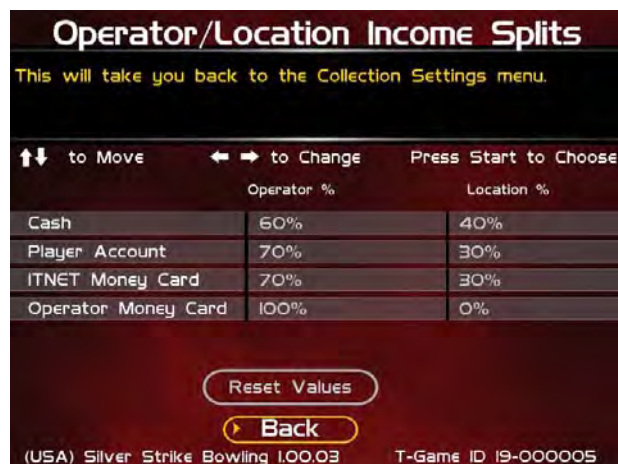 Operator/Location Income Splits
This will take you back to the Collection Settings menu.
to Move to Change Press Start to Choose
Operator % Location %
Cash 60% 40%
Player Account 70% 30%
ITNET Money Card 70% 30%
Operator Money Card 100% 0%
Reset Values
Back
(USA) Silver Strike Bowling 1.00.03 T-Game ID 19-000005